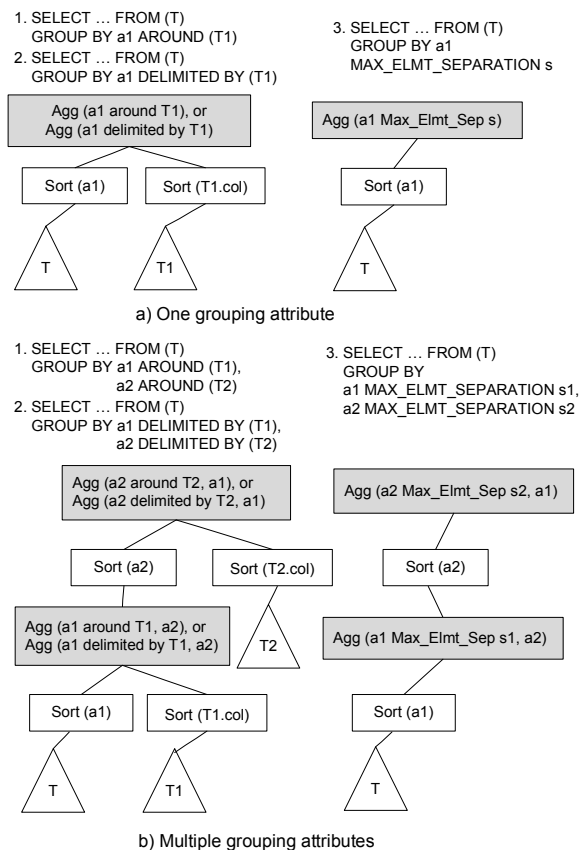 1. SELECT … FROM (T)
GROUP BY a1 AROUND (T1)
2. SELECT … FROM (T)
GROUP BY a1 DELIMITED BY (T1)
3. SELECT … FROM (T)
GROUP BY a1
MAX_ELMT_SEPARATION s
Agg (a1 around T1), or
Agg (a1 delimited by T1)
Sort (a1)
Sort (T1.col)
T
T1
Agg (a1 Max_Elmt_Sep s)
Sort (a1)
T
a) One grouping attribute
1. SELECT … FROM (T)
GROUP BY a1 AROUND (T1),
a2 AROUND (T2)
2. SELECT … FROM (T)
GROUP BY a1 DELIMITED BY (T1),
a2 DELIMITED BY (T2)
3. SELECT … FROM (T)
GROUP BY
a1 MAX_ELMT_SEPARATION s1,
a2 MAX_ELMT_SEPARATION s2
Agg (a2 around T2, a1), or
Agg (a2 delimited by T2, a1)
Sort (a2)
Sort (T2.col)
T2
Agg (a1 around T1, a2), or
Agg (a1 delimited by T1, a2)
Sort (a1)
Sort (T1.col)
T
T1
Agg (a2 Max_Elmt_Sep s2, a1)
Sort (a2)
Agg (a1 Max_Elmt_Sep s1, a2)
Sort (a1)
T
b) Multiple grouping attributes